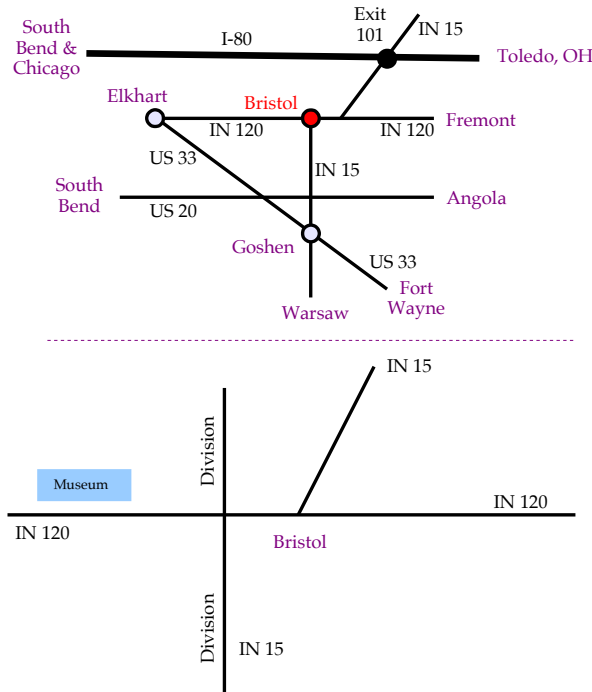 South
Bend &
Chicago
I-80
Exit
101
IN 15
Toledo, OH
Elkhart
Bristol
IN 120
IN 120
Fremont
US 33
IN 15
South
Bend
US 20
Angola
Goshen
US 33
Warsaw
Fort
Wayne
IN 15
Division
Museum
IN 120
IN 120
Bristol
Division
IN 15